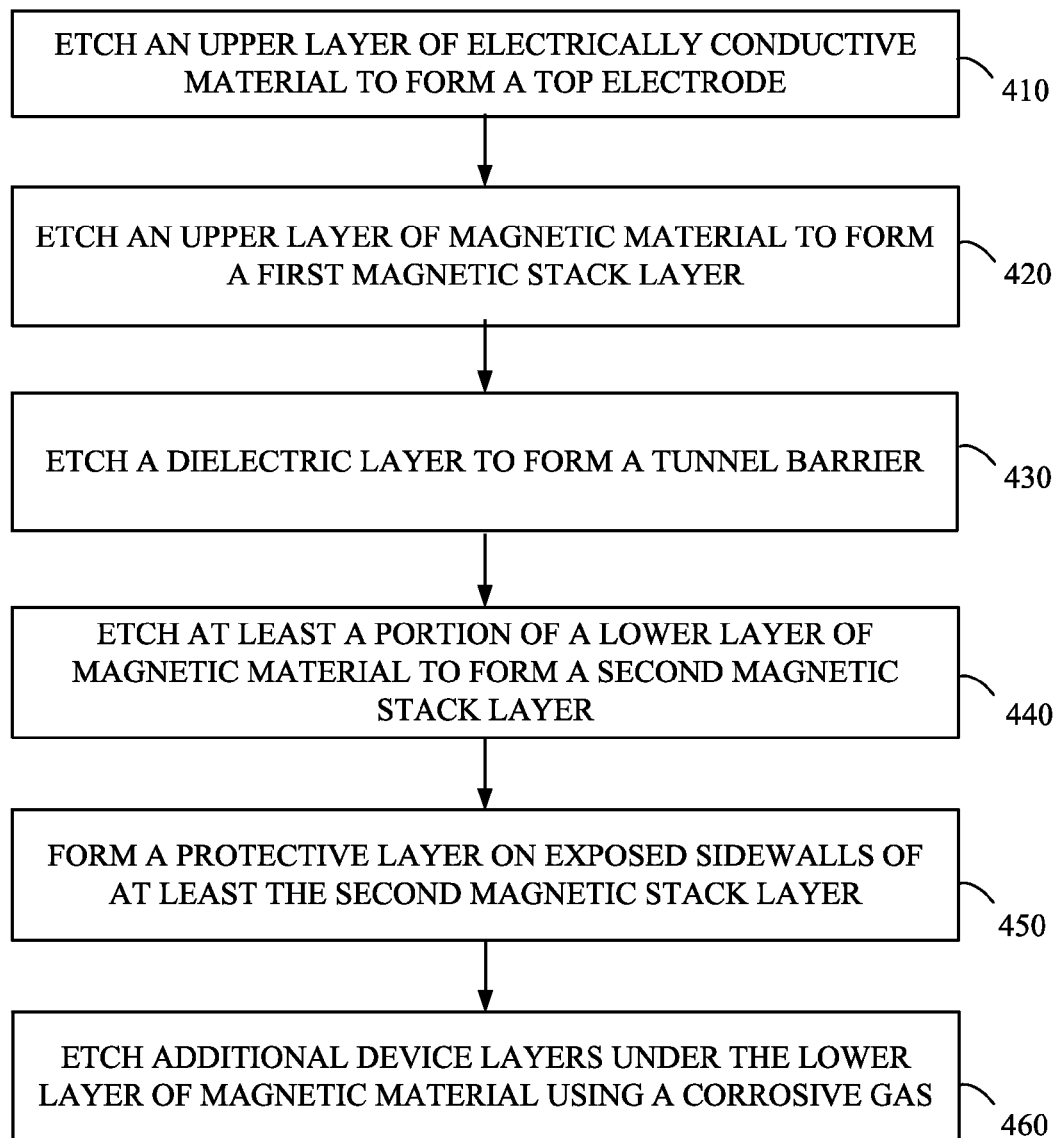 ETCH AN UPPER LAYER OF ELECTRICALLY CONDUCTIVE
MATERIAL TO FORM A TOP ELECTRODE
410
ETCH AN UPPER LAYER OF MAGNETIC MATERIAL TO FORM
A FIRST MAGNETIC STACK LAYER
420
ETCH A DIELECTRIC LAYER TO FORM A TUNNEL BARRIER
430
ETCH AT LEAST A PORTION OF A LOWER LAYER OF
MAGNETIC MATERIAL TO FORM A SECOND MAGNETIC
STACK LAYER
440
FORM A PROTECTIVE LAYER ON EXPOSED SIDEWALLS OF
AT LEAST THE SECOND MAGNETIC STACK LAYER
450
ETCH ADDITIONAL DEVICE LAYERS UNDER THE LOWER
LAYER OF MAGNETIC MATERIAL USING A CORROSIVE GAS
460